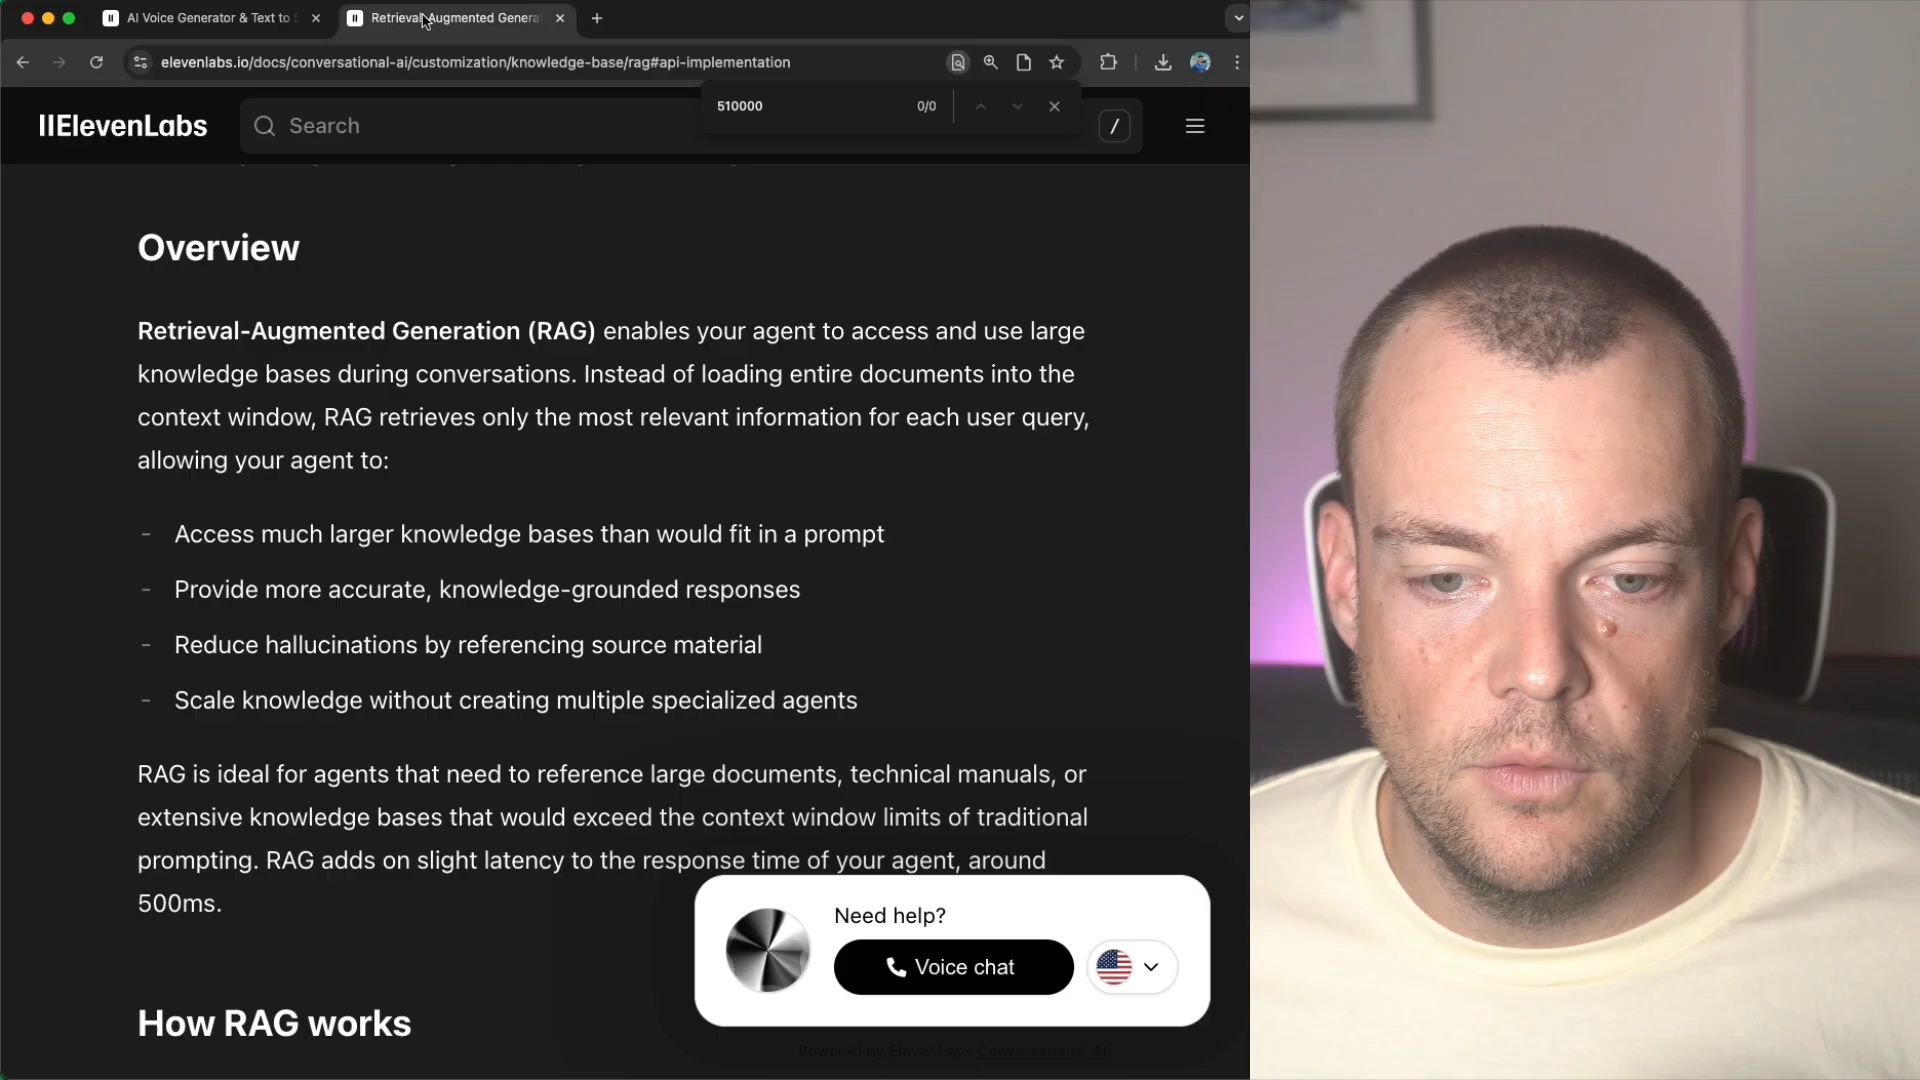 AI Voice Generator & Text to S
Retrieval-Augmented Genera
elevenlabs.io/docs/conversational-ai/customization/knowledge-base/rag#api-implementation
510000
0/0
IIElevenLabs
Search
/
Overview
Retrieval-Augmented Generation (RAG) enables your agent to access and use large
knowledge bases during conversations. Instead of loading entire documents into the
context window, RAG retrieves only the most relevant information for each user query,
allowing your agent to:
- Access much larger knowledge bases than would fit in a prompt
- Provide more accurate, knowledge-grounded responses
- Reduce hallucinations by referencing source material
- Scale knowledge without creating multiple specialized agents
RAG is ideal for agents that need to reference large documents, technical manuals, or
extensive knowledge bases that would exceed the context window limits of traditional
prompting. RAG adds on slight latency to the response time of your agent, around
500ms.
Need help?
Voice chat
How RAG works
Powered by ElevenLabs Conversational AI